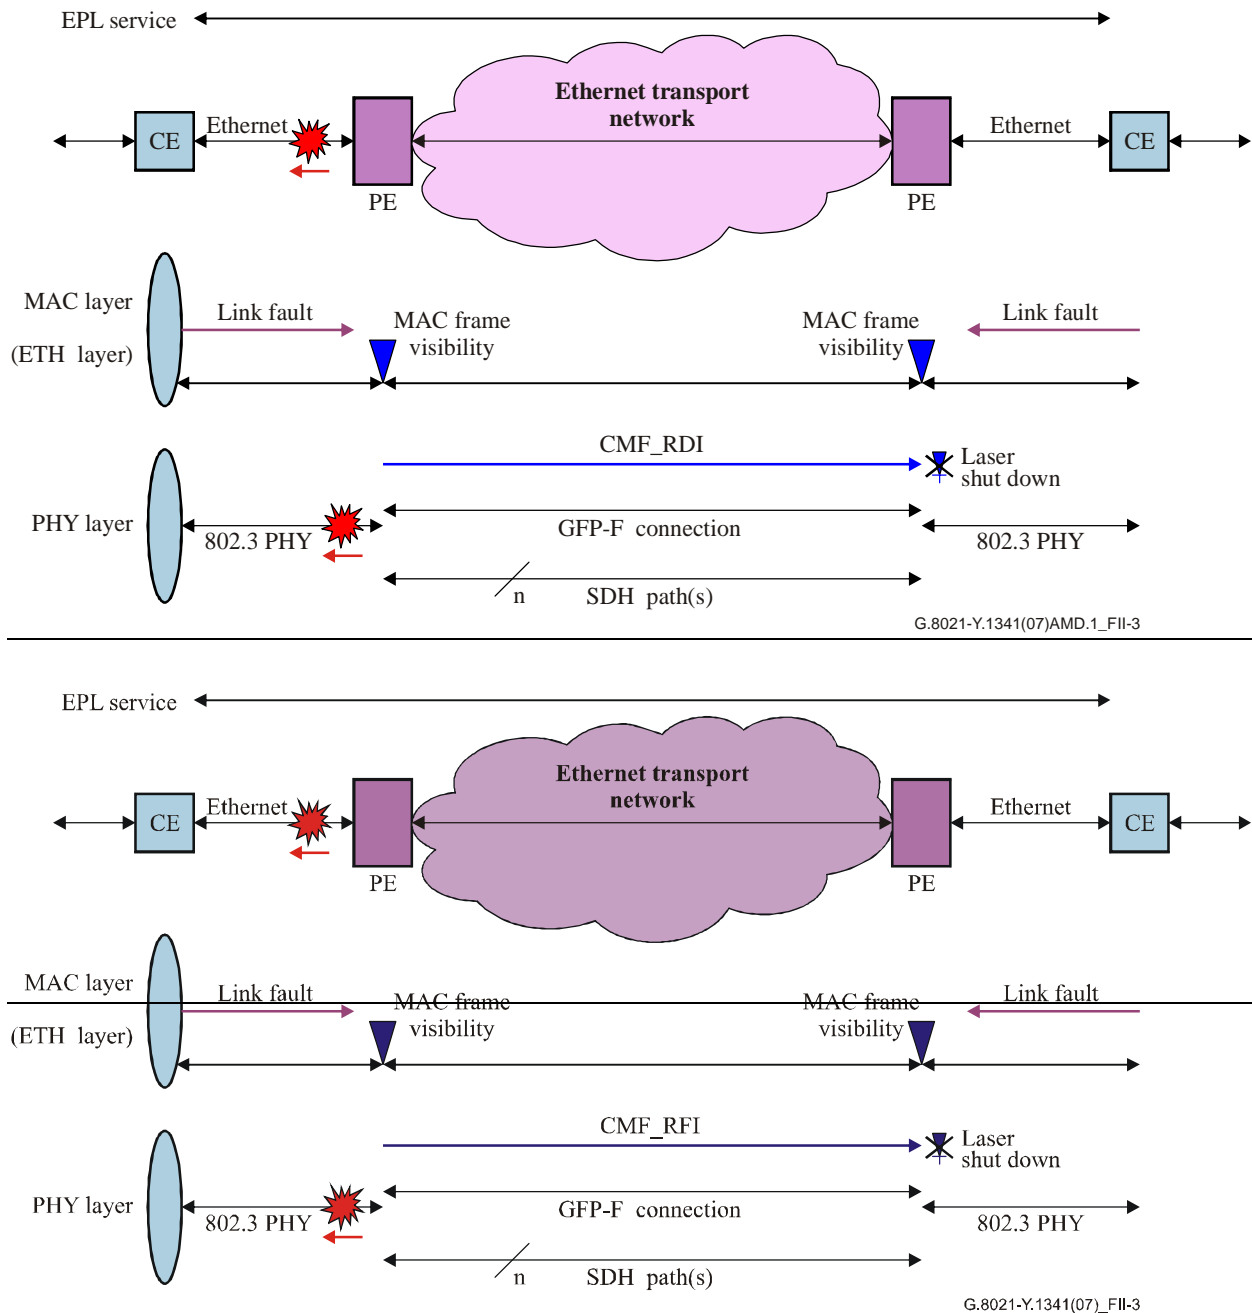 EPL service
Ethernet transport
network
CE
Ethernet
Ethernet
CE
PE
PE
MAC layer
(ETH layer)
Link fault
MAC frame
visibility
MAC frame
visibility
Link fault
CMF_RDI
Laser
shut down
PHY layer
802.3 PHY
GFP-F connection
802.3 PHY
n
SDH path(s)
G.8021-Y.1341(07)AMD.1_FII-3
EPL service
Ethernet transport
network
CE
Ethernet
Ethernet
CE
PE
PE
MAC layer
(ETH layer)
Link fault
MAC frame
visibility
MAC frame
visibility
Link fault
CMF_RFI
Laser
shut down
PHY layer
802.3 PHY
GFP-F connection
802.3 PHY
n
SDH path(s)
G.8021-Y.1341(07)_FII-3